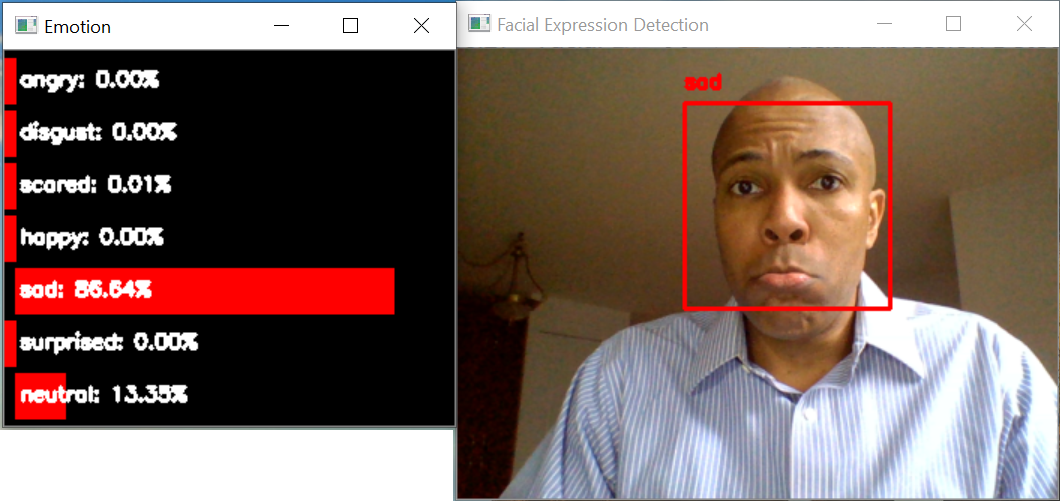 Emotion
angry: 0.00%
disgust: 0.00%
scared: 0.01%
happy: 0.00%
sad: 86.64%
surprised: 0.00%
neutral: 13.35%
Facial Expression Detection
sad